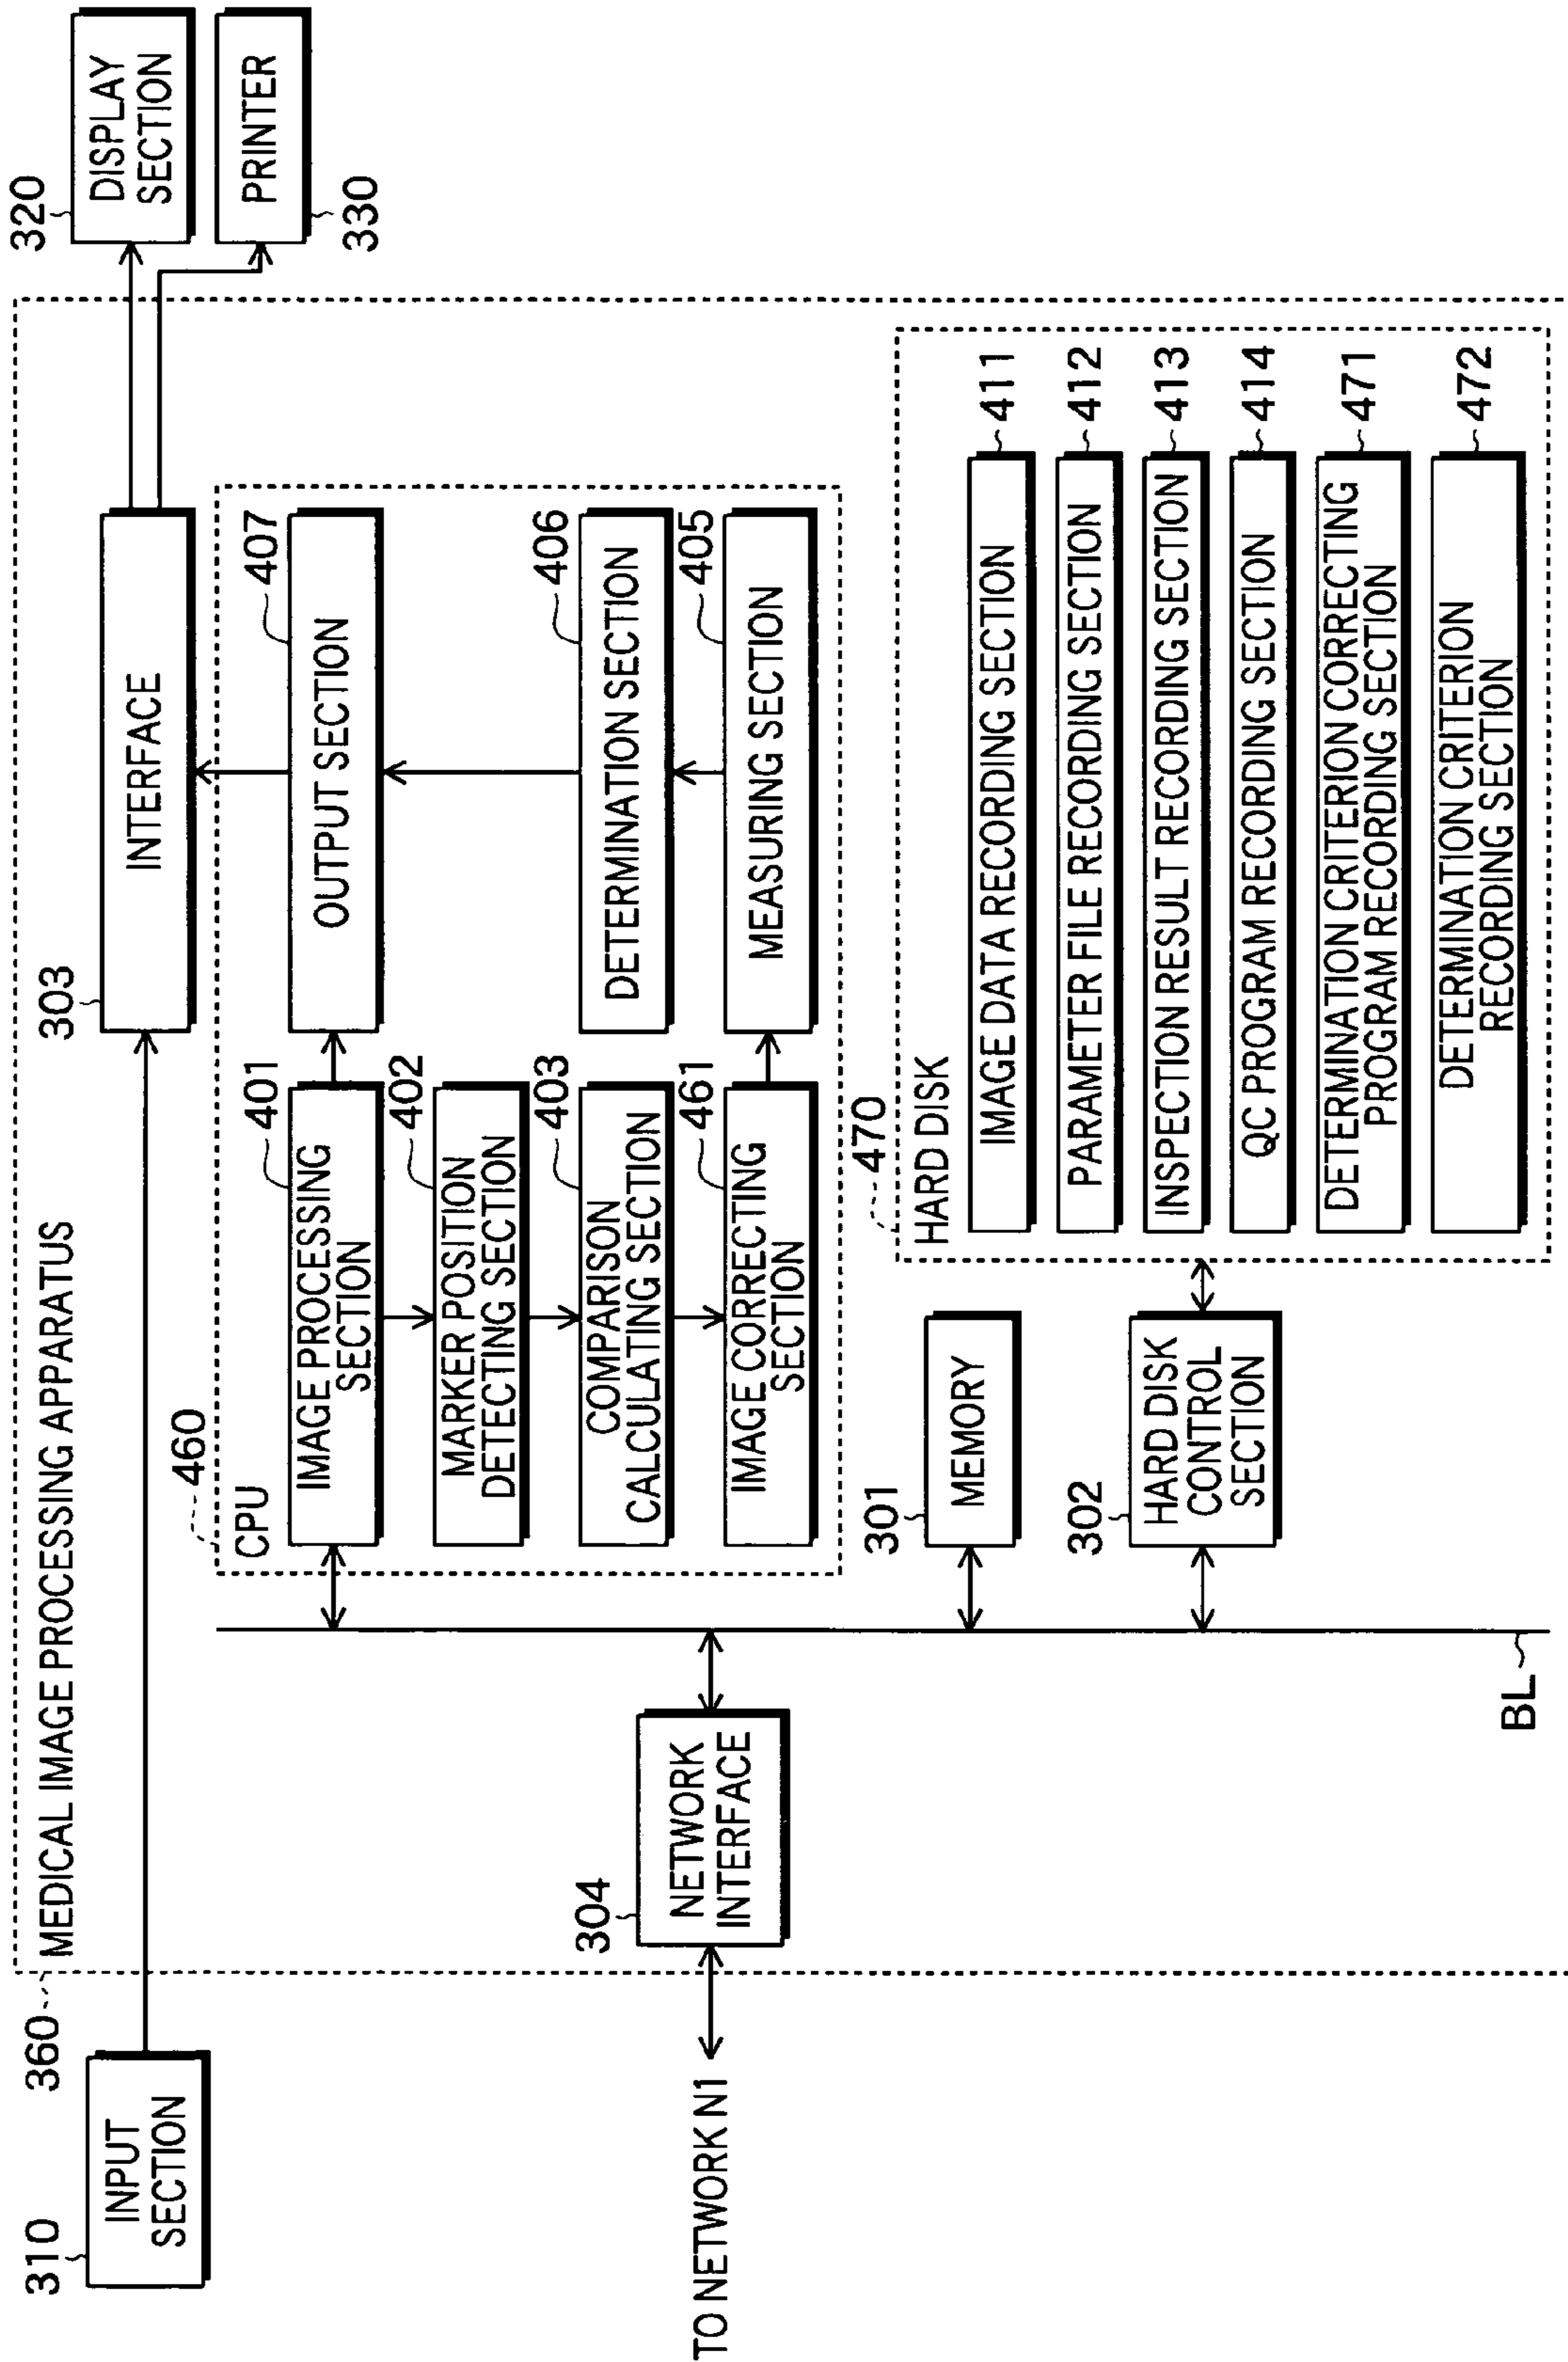 360
MEDICAL IMAGE PROCESSING APPARATUS
310
INPUT
SECTION
303
INTERFACE
320
DISPLAY
SECTION
PRINTER
330
460
CPU
401
IMAGE PROCESSING
SECTION
402
MARKER POSITION
DETECTING SECTION
403
COMPARISON
CALCULATING SECTION
461
IMAGE CORRECTING
SECTION
407
OUTPUT SECTION
406
DETERMINATION SECTION
405
MEASURING SECTION
304
NETWORK
INTERFACE
TO NETWORK N1
BL
301
MEMORY
302
HARD DISK
CONTROL
SECTION
470
HARD DISK
IMAGE DATA RECORDING SECTION
411
PARAMETER FILE RECORDING SECTION
412
INSPECTION RESULT RECORDING SECTION
413
QC PROGRAM RECORDING SECTION
414
DETERMINATION CRITERION CORRECTING
PROGRAM RECORDING SECTION
471
DETERMINATION CRITERION
RECORDING SECTION
472